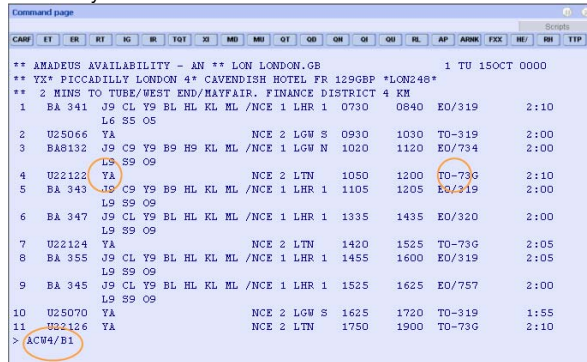 Command page
Scripts
CARF ET ER RT IG IR TQT XI MD MU QT QD QN QI QU RL AP ARNK FXX HE/ RH TTP
** AMADEUS AVAILABILITY - AN ** LON LONDON.GB 1 TU 15OCT 0000
** YX* PICCADILLY LONDON 4* CAVENDISH HOTEL FR 129GBP *LON248*
** 2 MINS TO TUBE/WEST END/MAYFAIR. FINANCE DISTRICT 4 KM
1 BA 341 J9 CL Y9 BL HL KL ML /NCE 1 LHR 1 0730 0840 E0/319 2:10
L6 S5 O5
2 U25066 YA NCE 2 LGW S 0930 1030 T0-319 2:00
3 BA8132 J9 C9 Y9 B9 H9 KL ML /NCE 1 LGW N 1020 1120 E0/734 2:00
L9 S9 O9
4 U22122 YA NCE 2 LTN 1050 1200 T0-73G 2:10
5 BA 343 J9 C9 Y9 B9 HL KL ML /NCE 1 LHR 1 1105 1205 E0/319 2:00
L9 S9 O9
6 BA 347 J9 CL Y9 BL HL KL ML /NCE 1 LHR 1 1335 1435 E0/320 2:00
L9 S9 O9
7 U22124 YA NCE 2 LTN 1420 1525 T0-73G 2:05
8 BA 355 J9 CL Y9 BL HL KL ML /NCE 1 LHR 1 1455 1600 E0/319 2:05
L9 S9 O9
9 BA 345 J9 CL Y9 BL HL KL ML /NCE 1 LHR 1 1525 1625 E0/757 2:00
L9 S9 O9
10 U25070 YA NCE 2 LGW S 1625 1720 T0-319 1:55
11 U22126 YA NCE 2 LTN 1750 1900 T0-73G 2:10
> ACW4/B1